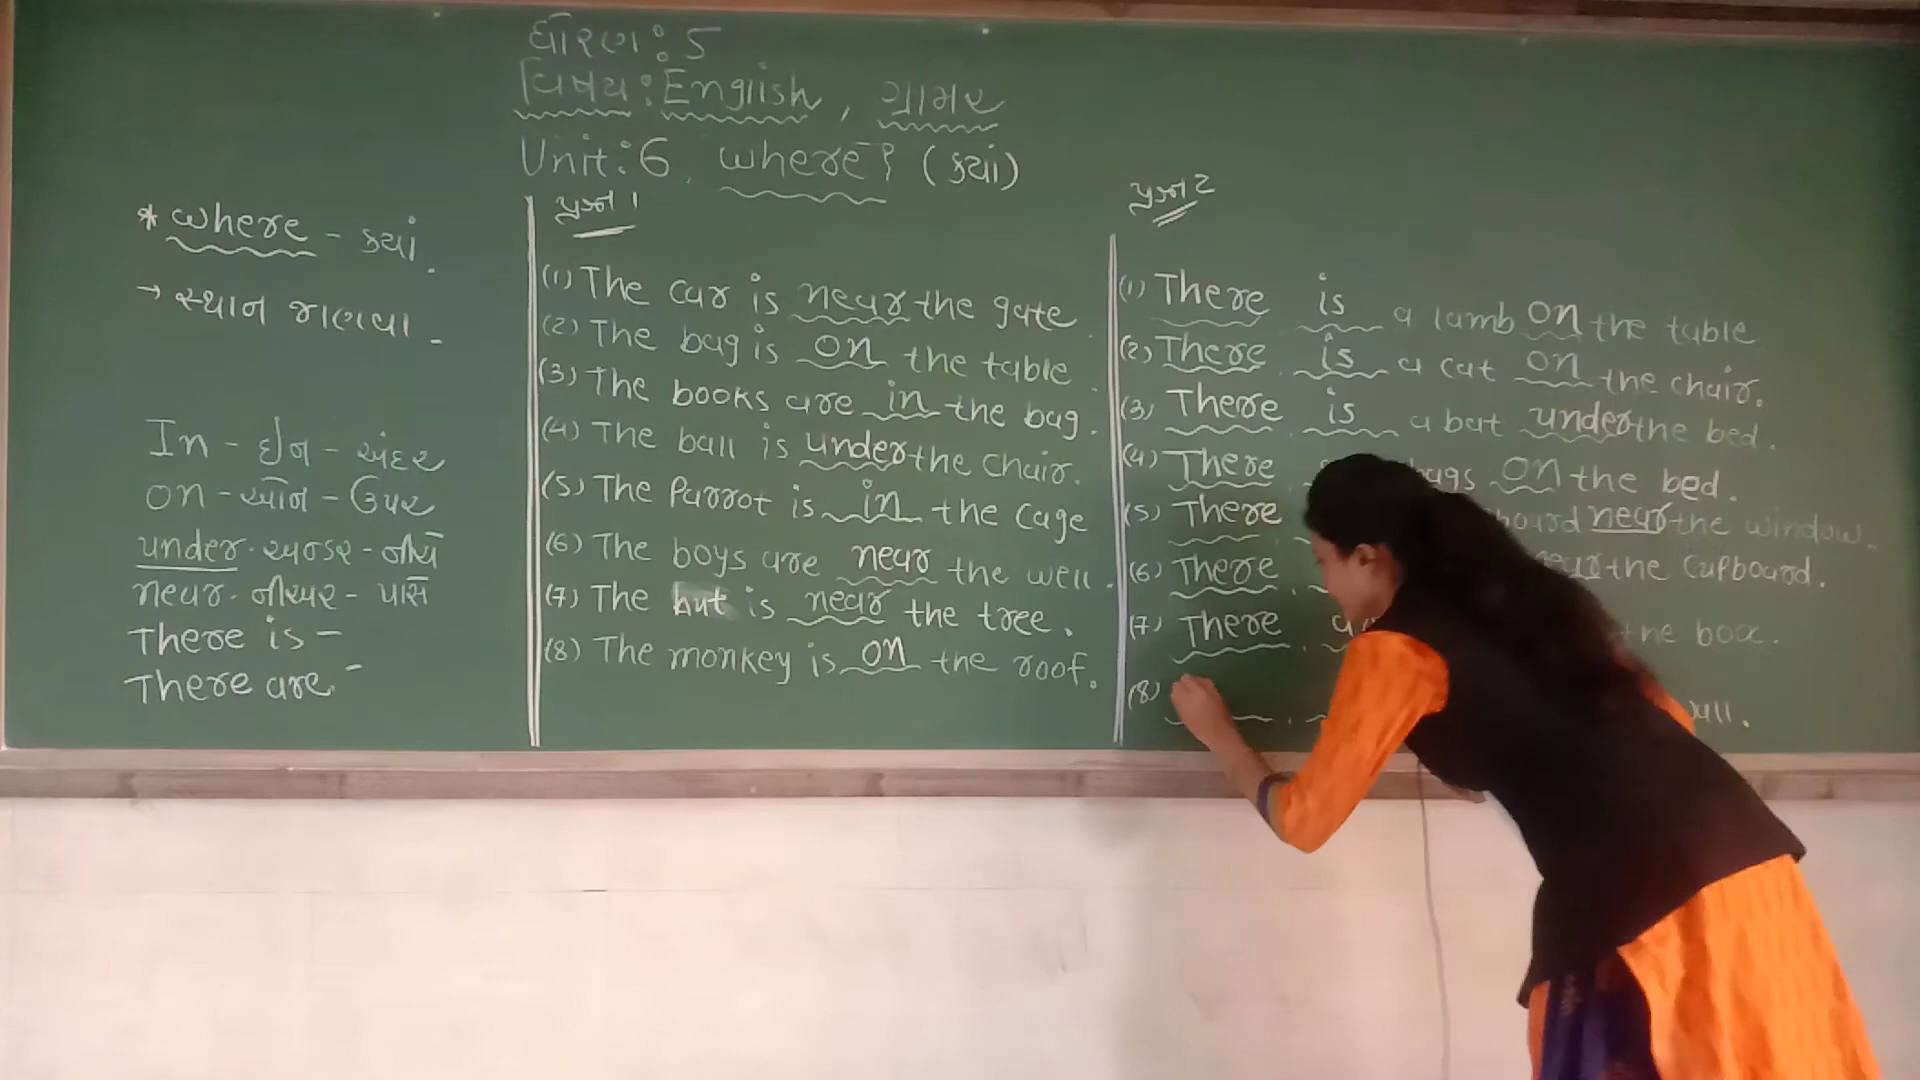 ધોરણ : 5
વિષય : English , ગ્રામર
Unit : 6 , where? (ક્યાં)
* where - ક્યાં.
→ સ્થાન જાણવા -
In - ઈન - અંદર
on - ઓન - ઉપર
under - અન્ડર - નીચે
near - નીયર - પાસે
There is -
There are -
પ્રશ્ન 1
(1) The car is near the gate
(2) The bag is on the table.
(3) The books are in the bag.
(4) The ball is under the chair.
(5) The Parrot is in the cage
(6) The boys are near the well.
(7) The hut is near the tree.
(8) The monkey is on the roof.
પ્રશ્ન 2
(1) There is a lamb on the table
(2) There is a cat on the chair.
(3) There is a bat under the bed.
(4) There bags on the bed.
(5) There near the window.
(6) There the cupboard.
(7) There the box.
(8)